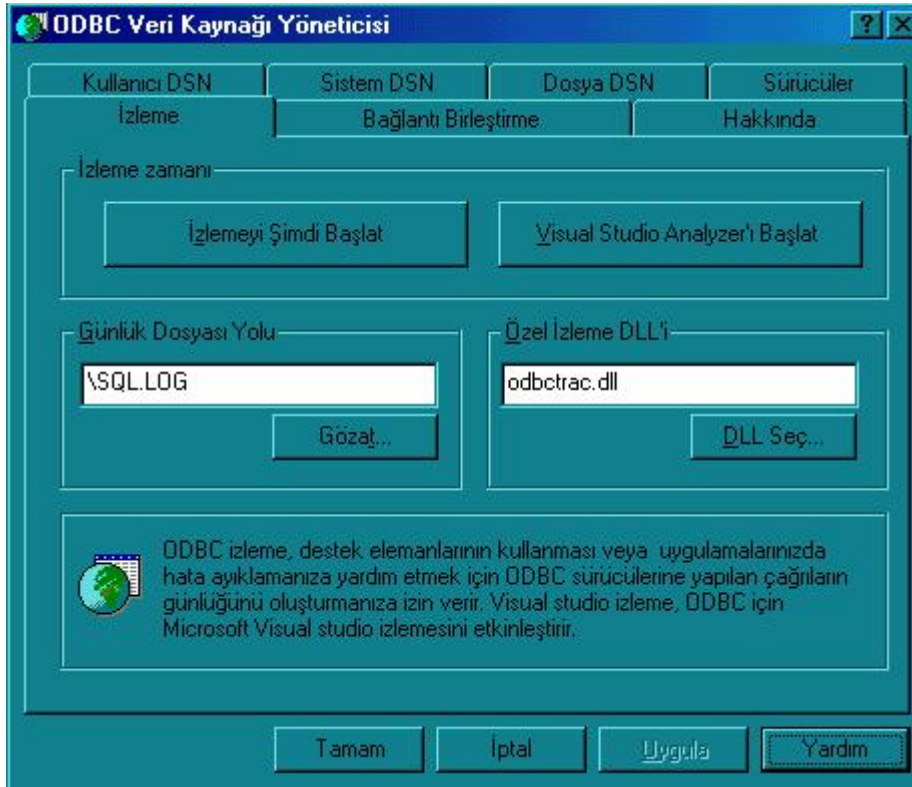 ODBC Veri Kaynağı Yöneticisi
Kullanıcı DSN Sistem DSN Dosya DSN Sürücüler
İzleme Bağlantı Birleştirme Hakkında
İzleme zamanı
İzlemeyi Şimdi Başlat Visual Studio Analyzer'ı Başlat
Günlük Dosyası Yolu Özel İzleme DLL'i
\SQL.LOG odbctrac.dll
Gözat... DLL Seç...
ODBC izleme, destek elemanlarının kullanması veya uygulamalarınızda
hata ayıklamanıza yardım etmek için ODBC sürücülerine yapılan çağrıların
günlüğünü oluşturmanıza izin verir. Visual studio izleme, ODBC için
Microsoft Visual studio izlemesini etkinleştirir.
Tamam İptal Uygula Yardım